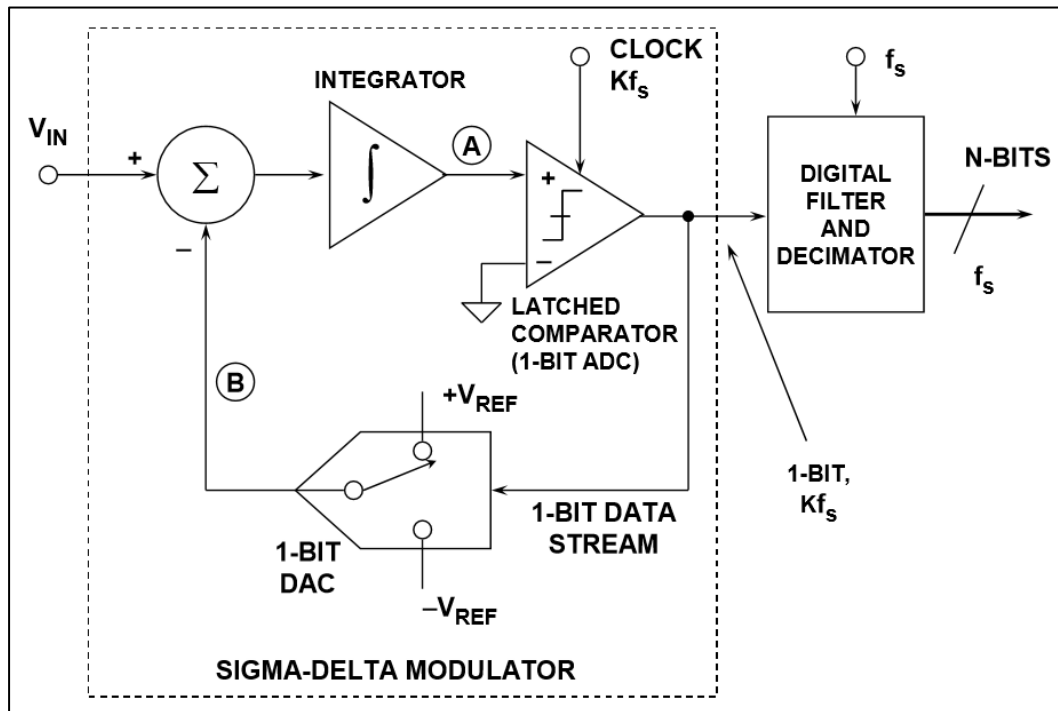 CLOCK
Kfs
fs
INTEGRATOR
VIN
+
Σ
–
∫
A
+
–
LATCHED
COMPARATOR
(1-BIT ADC)
DIGITAL
FILTER
AND
DECIMATOR
N-BITS
fs
B
+VREF
1-BIT,
Kfs
1-BIT DATA
STREAM
1-BIT
DAC
–VREF
SIGMA-DELTA MODULATOR